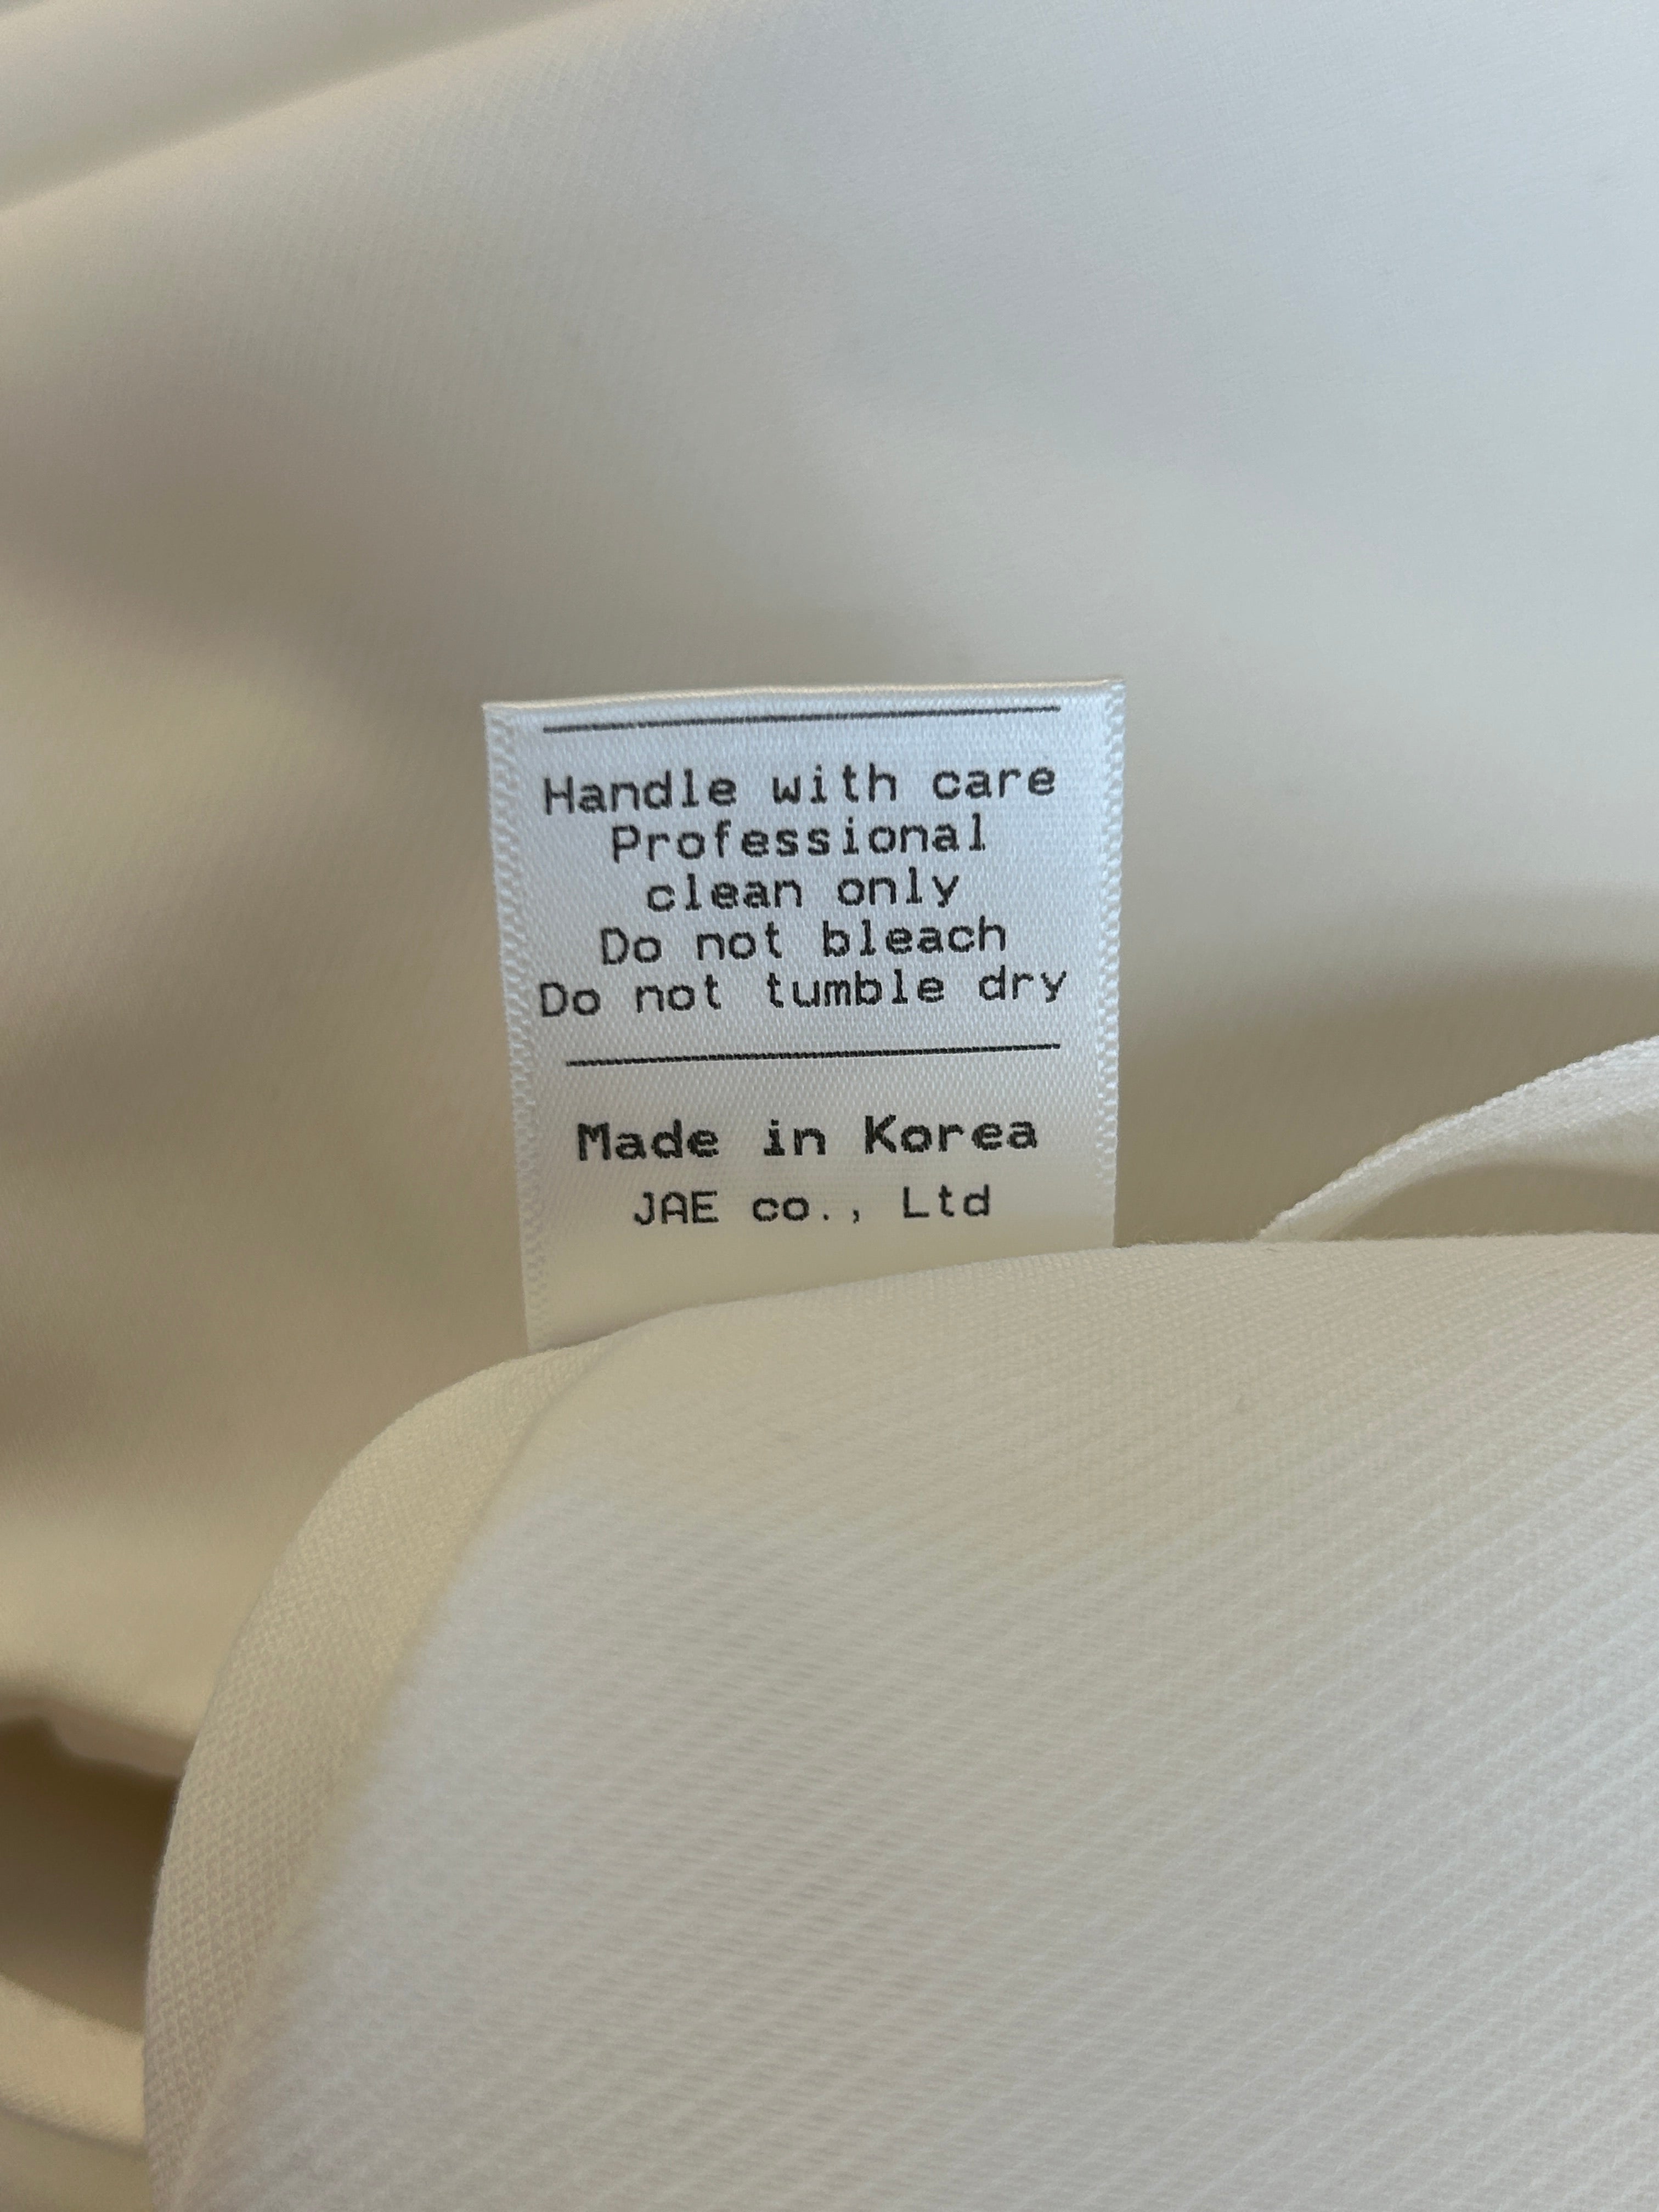 Handle with care
Professional
clean only
Do not bleach
Do not tumble dry
Made in Korea
JAE co., Ltd